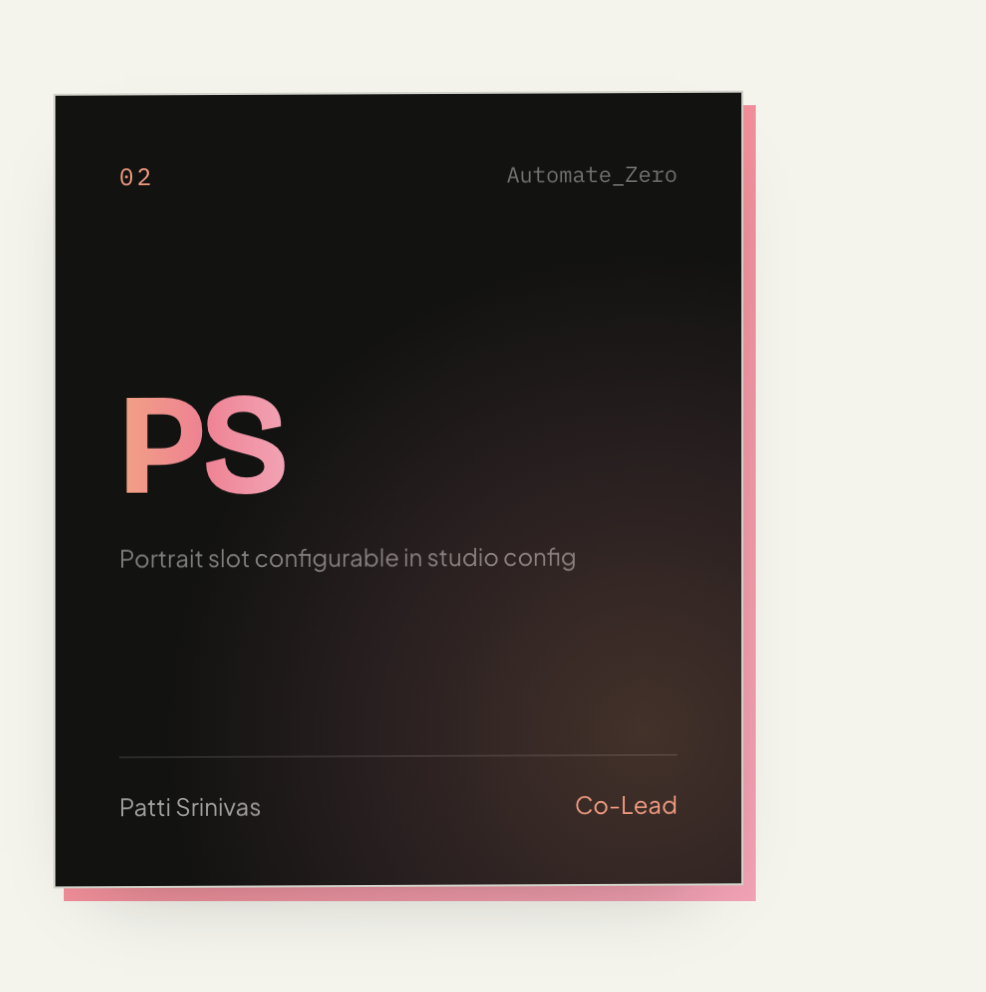 02 Automate_Zero
PS
Portrait slot configurable in studio config
Patti Srinivas Co-Lead